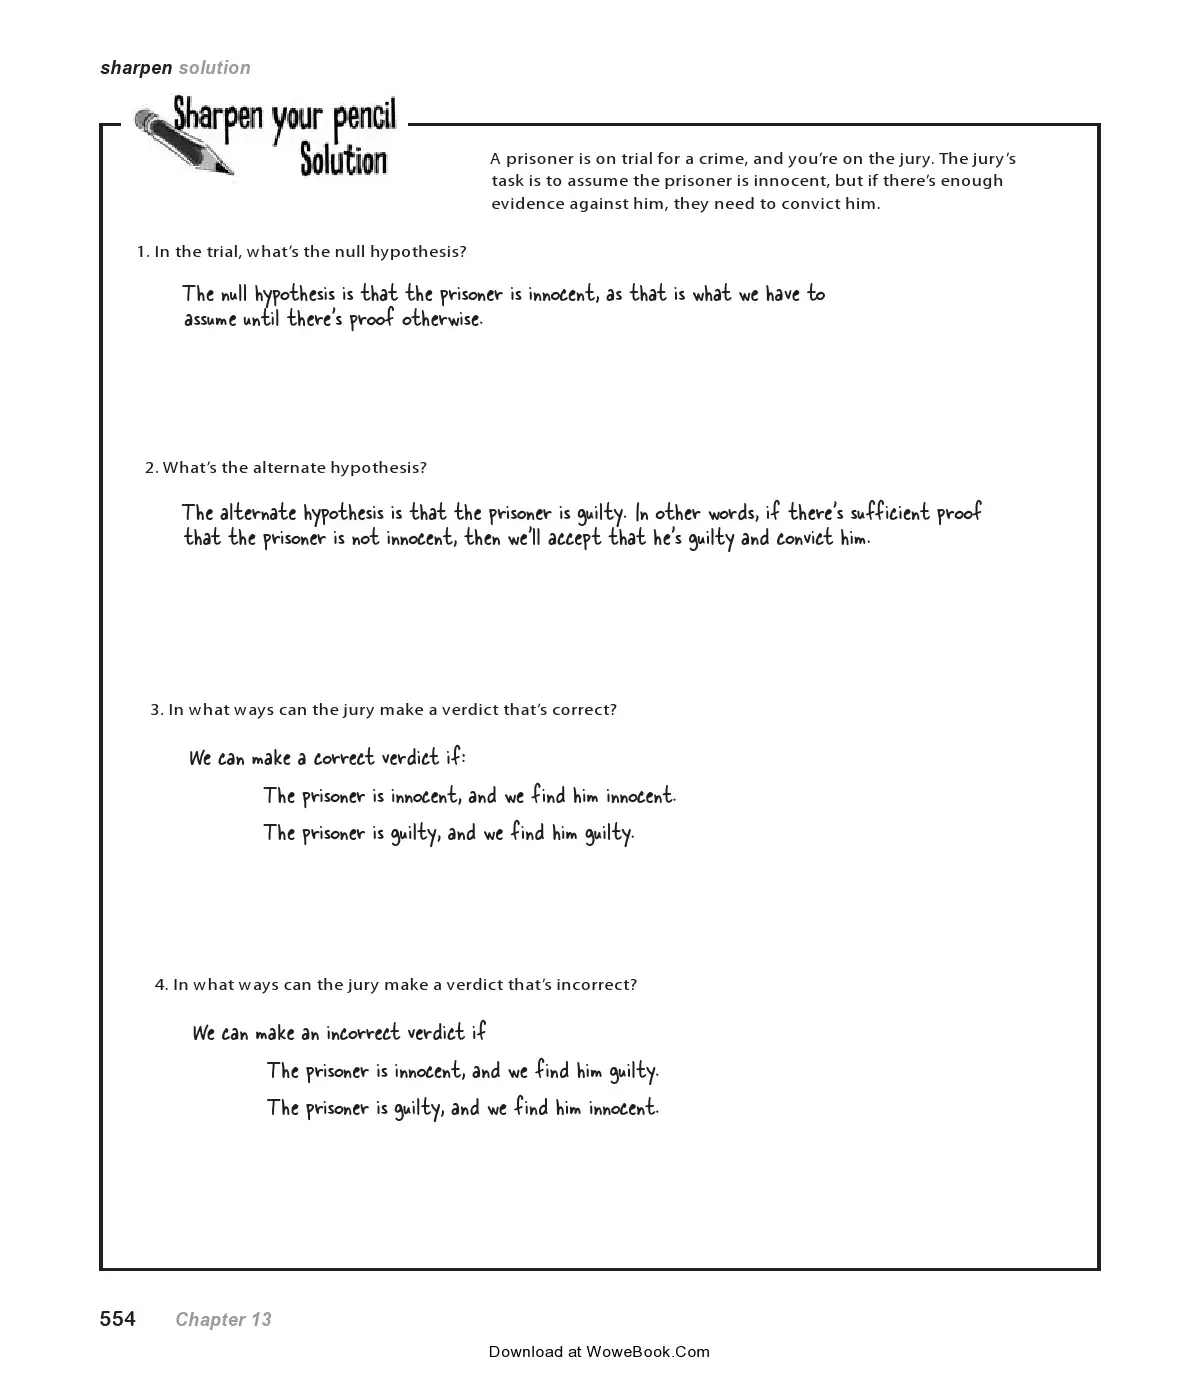 sharpen solution
Sharpen your pencil
Solution
A prisoner is on trial for a crime, and you're on the jury. The jury's
task is to assume the prisoner is innocent, but if there's enough
evidence against him, they need to convict him.
1. In the trial, what's the null hypothesis?
The null hypothesis is that the prisoner is innocent, as that is what we have to
assume until there's proof otherwise.
2. What's the alternate hypothesis?
The alternate hypothesis is that the prisoner is guilty. In other words, if there's sufficient proof
that the prisoner is not innocent, then we'll accept that he's guilty and convict him.
3. In what ways can the jury make a verdict that's correct?
We can make a correct verdict if:
The prisoner is innocent, and we find him innocent.
The prisoner is guilty, and we find him guilty.
4. In what ways can the jury make a verdict that's incorrect?
We can make an incorrect verdict if
The prisoner is innocent, and we find him guilty.
The prisoner is guilty, and we find him innocent.
554 Chapter 13
Download at WoweBook.Com